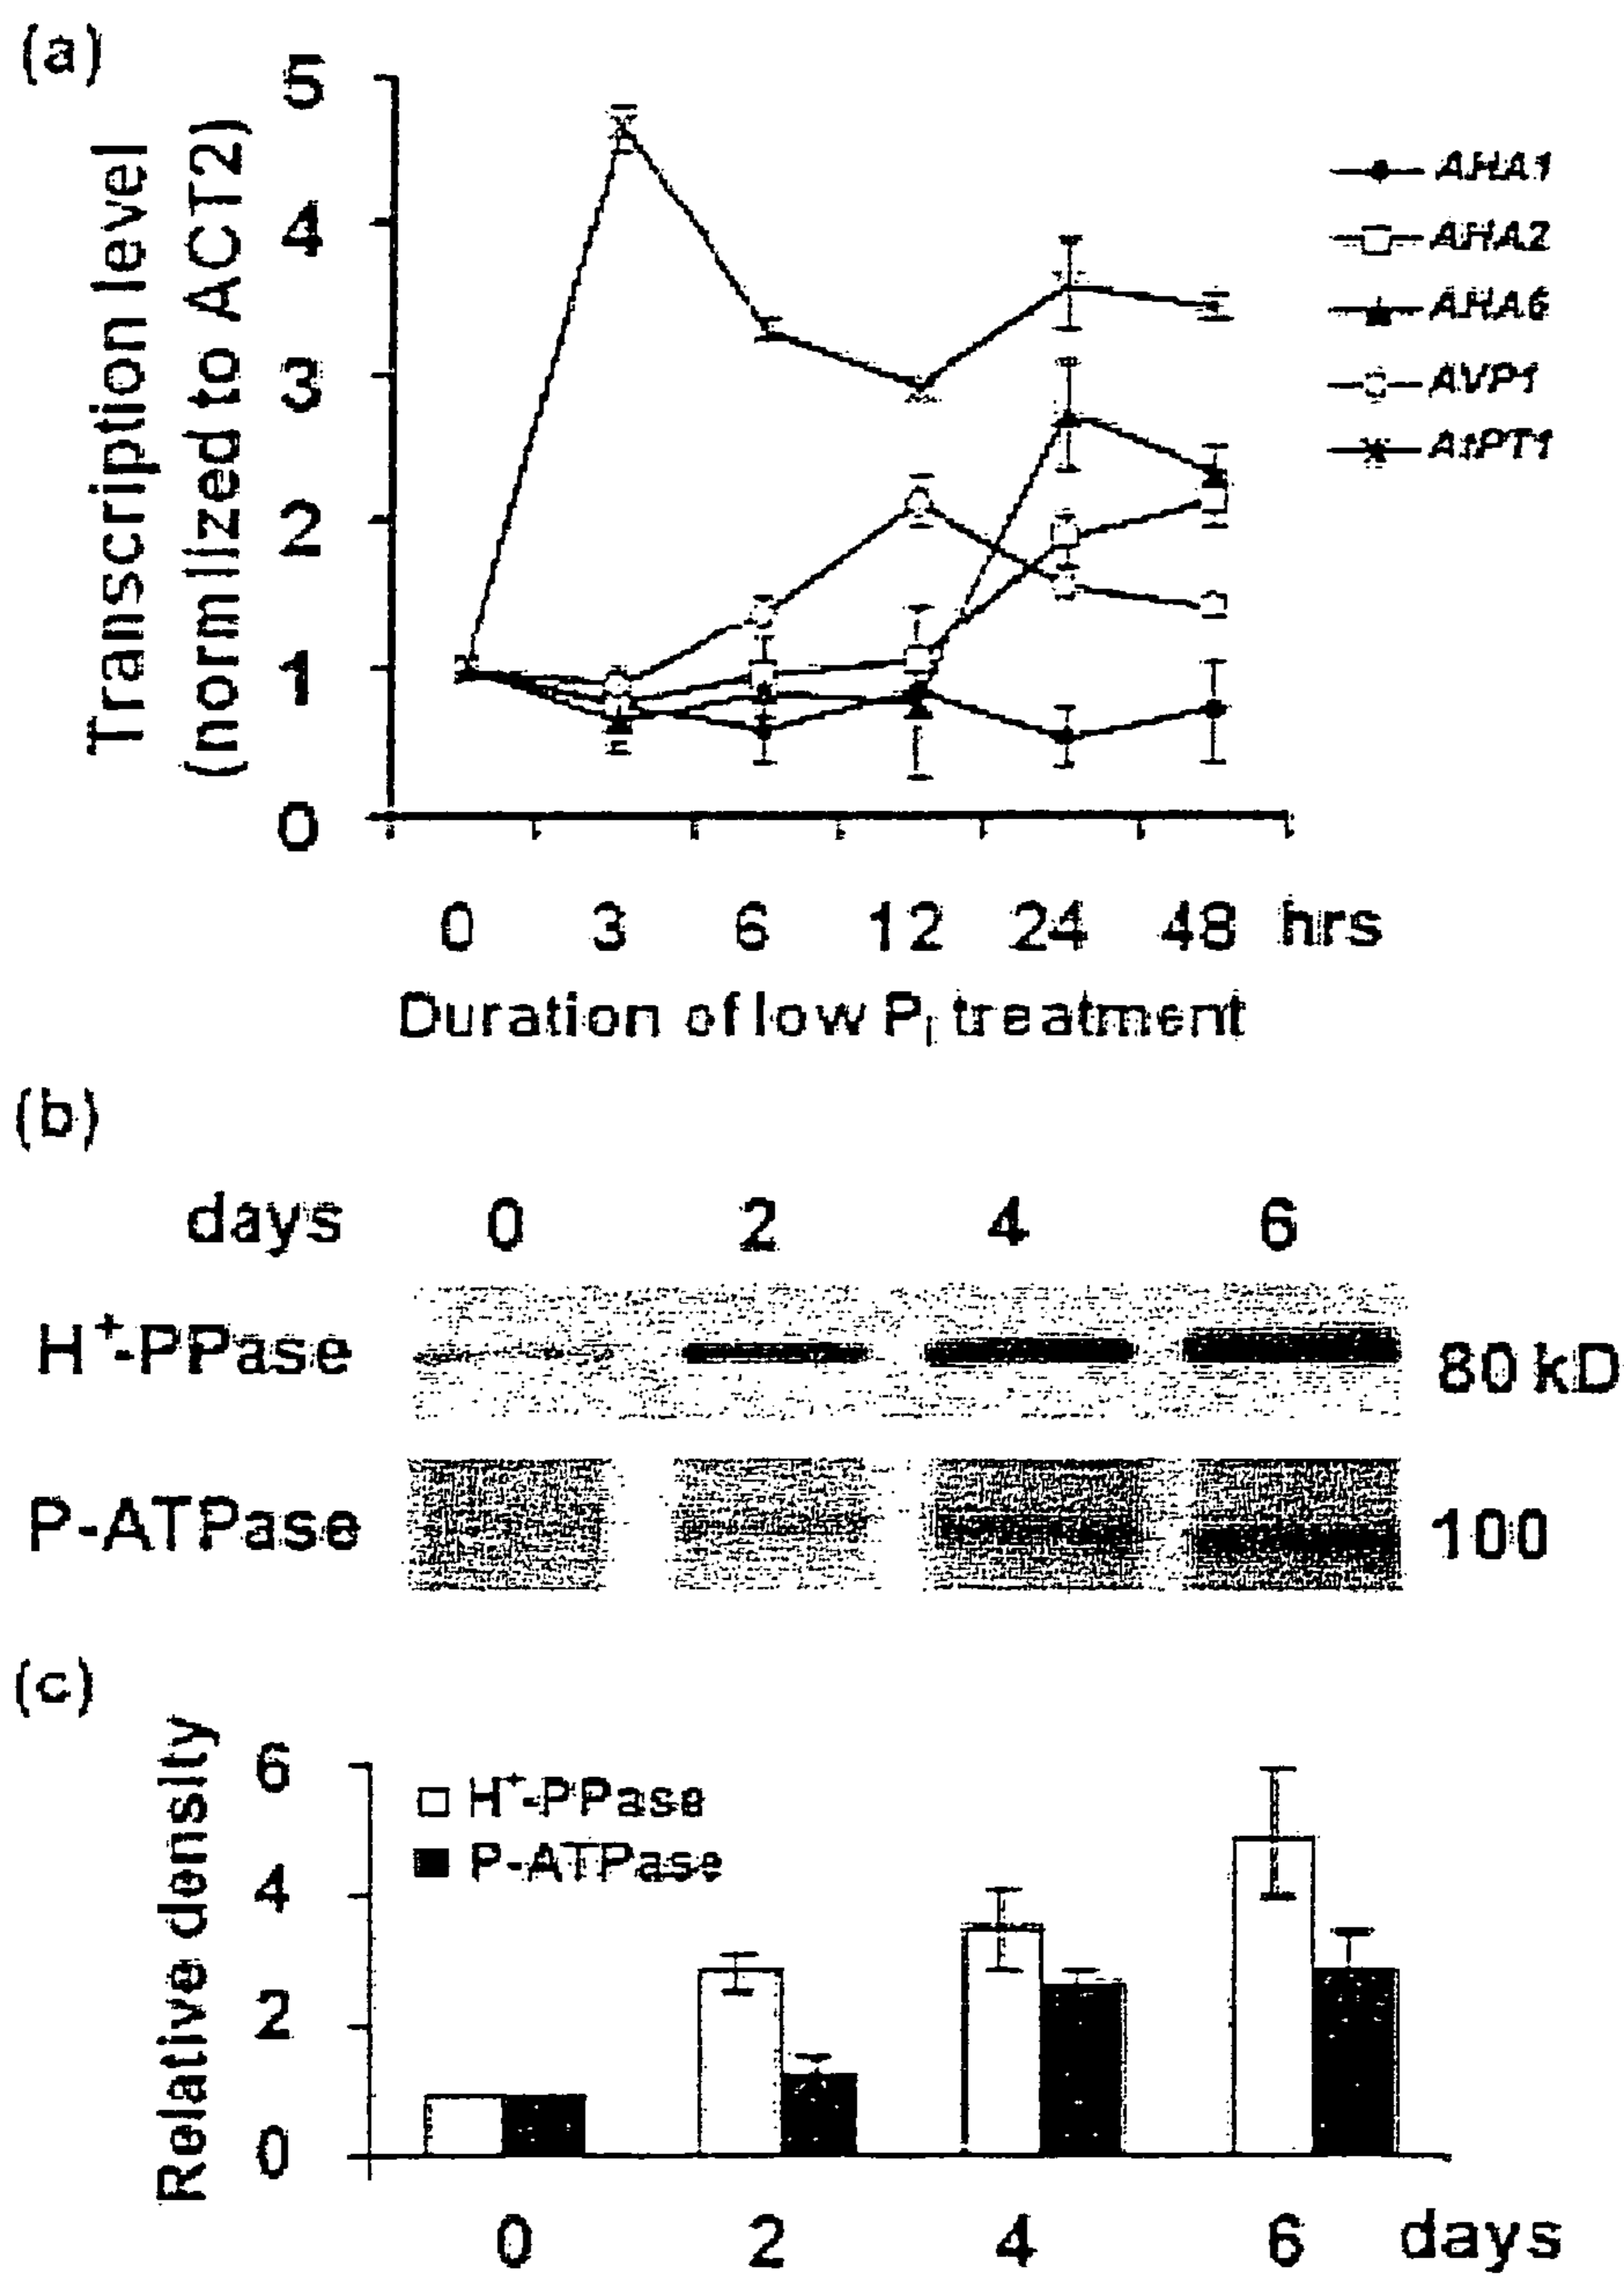 (a)
Transcription level
(normlized to ACT2)
5
4
3
2
1
0
AHA1
AHA2
AHA6
AVP1
AtPT1
0 3 6 12 24 48 hrs
Duration of low Pi treatment
(b)
days 0 2 4 6
H+-PPase 80 kD
P-ATPase 100
(c)
Relative density
6
4
2
0
H+-PPase
P-ATPase
0 2 4 6 days